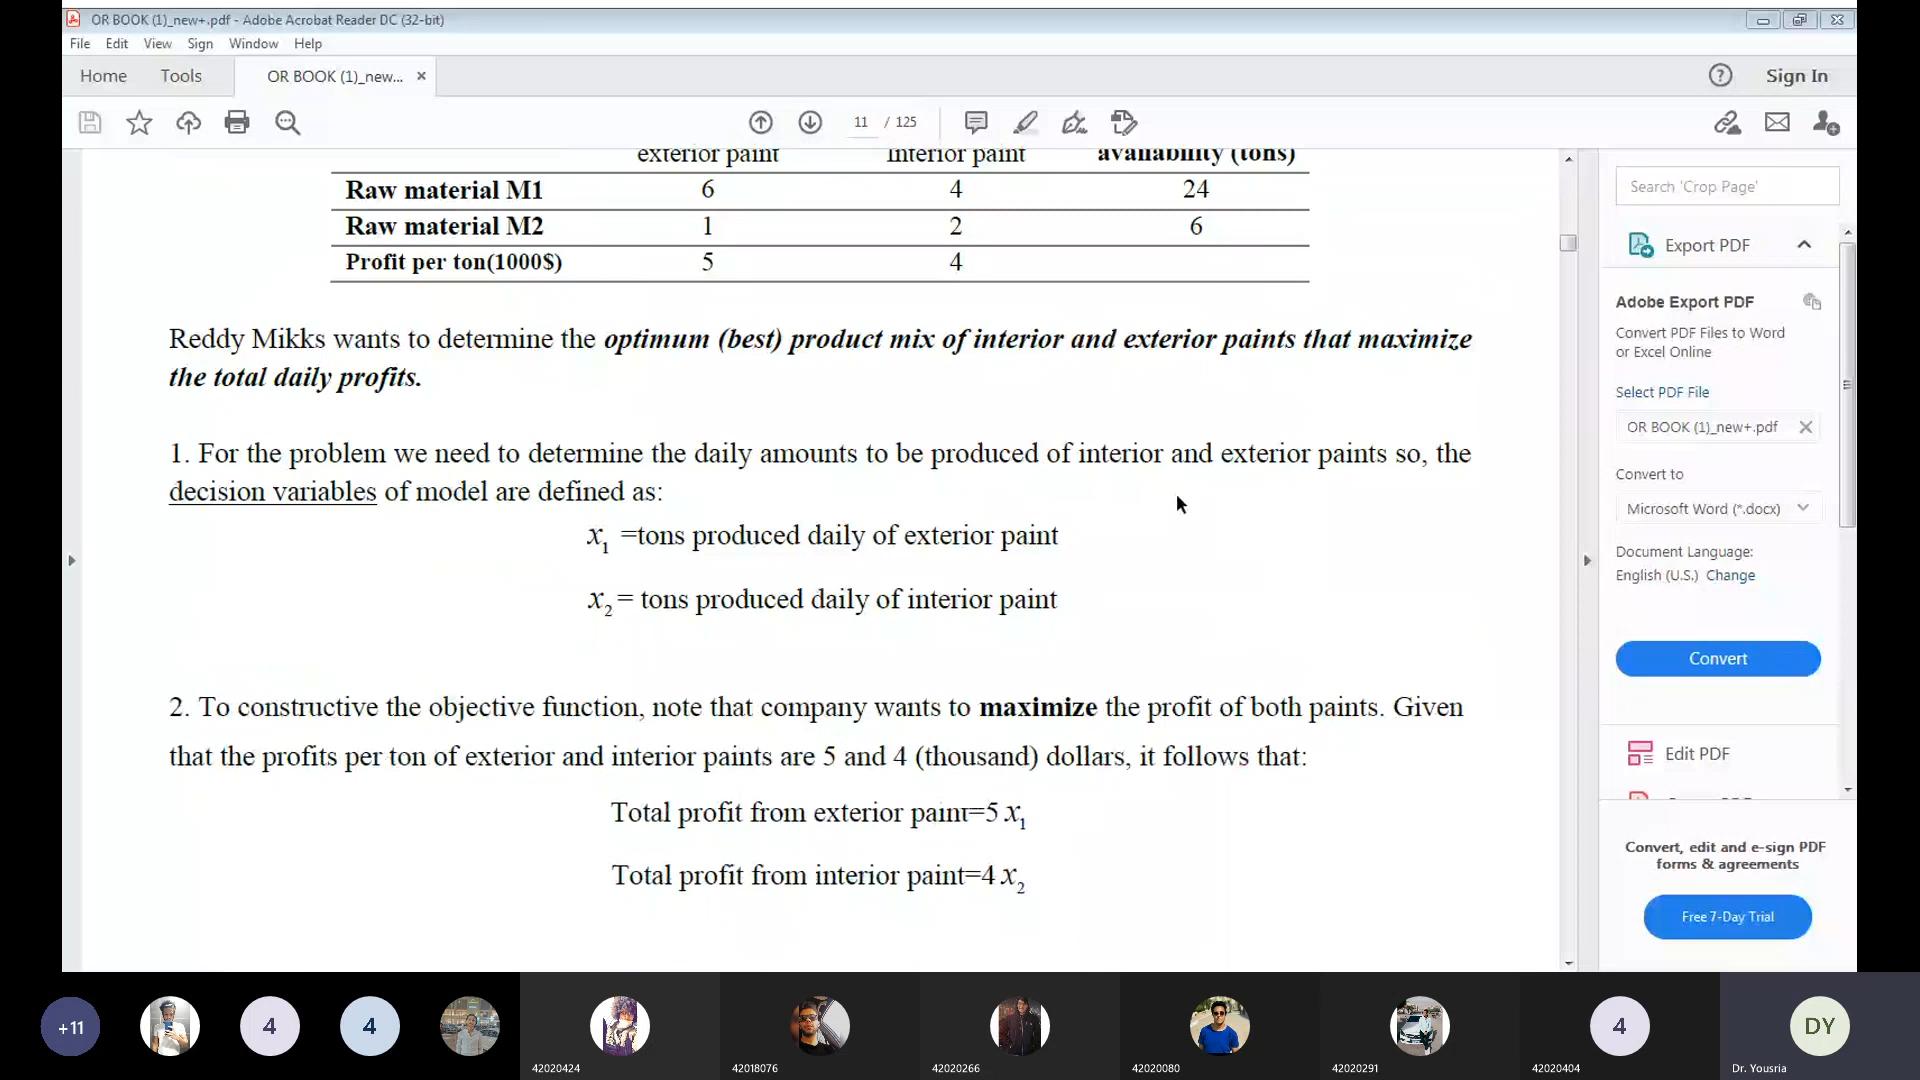 OR BOOK (1)_new+.pdf - Adobe Acrobat Reader DC (32-bit)
File Edit View Sign Window Help
Home Tools OR BOOK (1)_new... × Sign In
11 / 125
exterior paint interior paint availability (tons)
Raw material M1 6 4 24
Raw material M2 1 2 6
Profit per ton(1000$) 5 4
Reddy Mikks wants to determine the optimum (best) product mix of interior and exterior paints that maximize
the total daily profits.
1. For the problem we need to determine the daily amounts to be produced of interior and exterior paints so, the
decision variables of model are defined as:
x₁ =tons produced daily of exterior paint
x₂ = tons produced daily of interior paint
2. To constructive the objective function, note that company wants to maximize the profit of both paints. Given
that the profits per ton of exterior and interior paints are 5 and 4 (thousand) dollars, it follows that:
Total profit from exterior paint=5 x₁
Total profit from interior paint=4 x₂
Search 'Crop Page'
Export PDF
Adobe Export PDF
Convert PDF Files to Word
or Excel Online
Select PDF File
OR BOOK (1)_new+.pdf
Convert to
Microsoft Word (*.docx)
Document Language:
English (U.S.) Change
Convert
Edit PDF
Convert, edit and e-sign PDF
forms & agreements
Free 7-Day Trial
+11 4 4 4 DY
42020424 42018076 42020266 42020080 42020291 42020404 Dr. Yousria